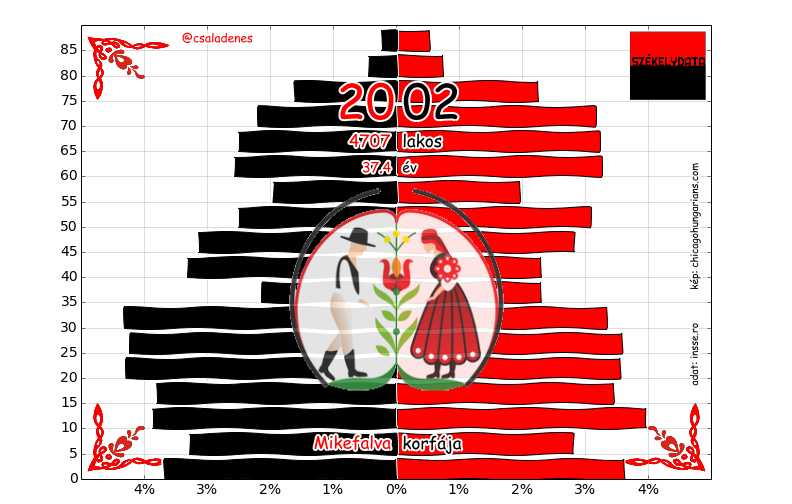 @csaladenes
SZÉKELYDATA
2002
4707 lakos
37.4 év
Mikefalva korfája
kép: chicagohungarians.com
adat: insse.ro
85
80
75
70
65
60
55
50
45
40
35
30
25
20
15
10
5
0
4% 3% 2% 1% 0% 1% 2% 3% 4%